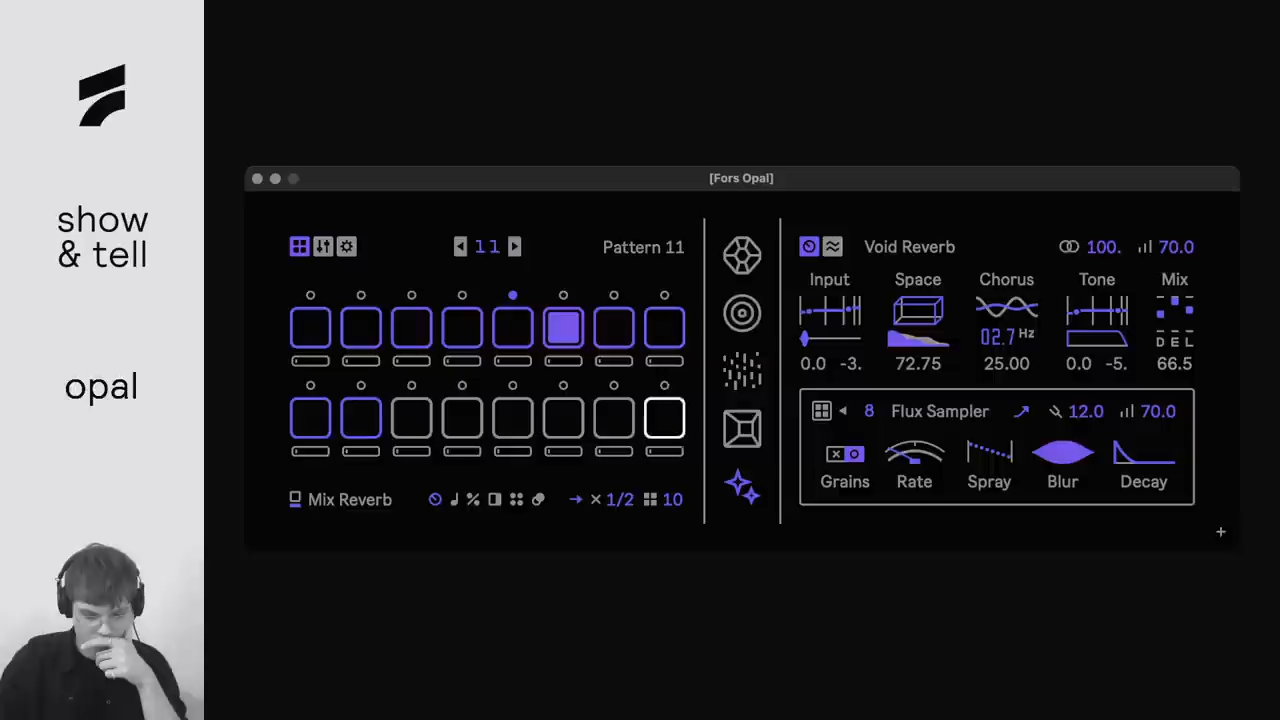 show
& tell
opal
[Fors Opal]
11
Pattern 11
Void Reverb
100.
70.0
Input
Space
Chorus
Tone
Mix
02.7 Hz
D E L
0.0 -3.
72.75
25.00
0.0 -5.
66.5
8
Flux Sampler
12.0
70.0
Grains
Rate
Spray
Blur
Decay
Mix Reverb
× 1/2
10